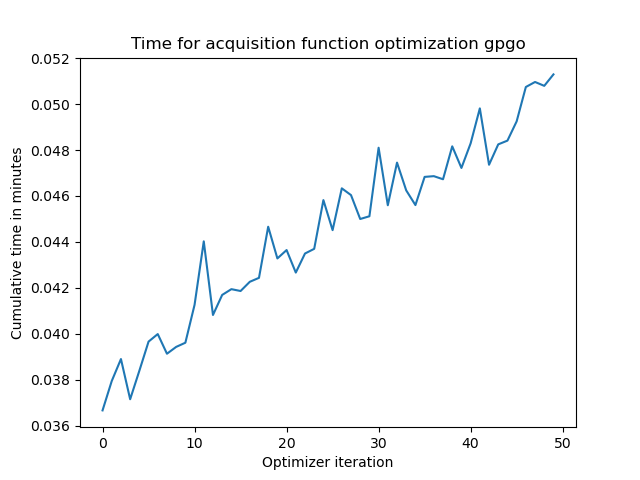 Time for acquisition function optimization gpgo
0.052
0.050
0.048
0.046
0.044
0.042
0.040
0.038
0.036
Cumulative time in minutes
0 10 20 30 40 50
Optimizer iteration